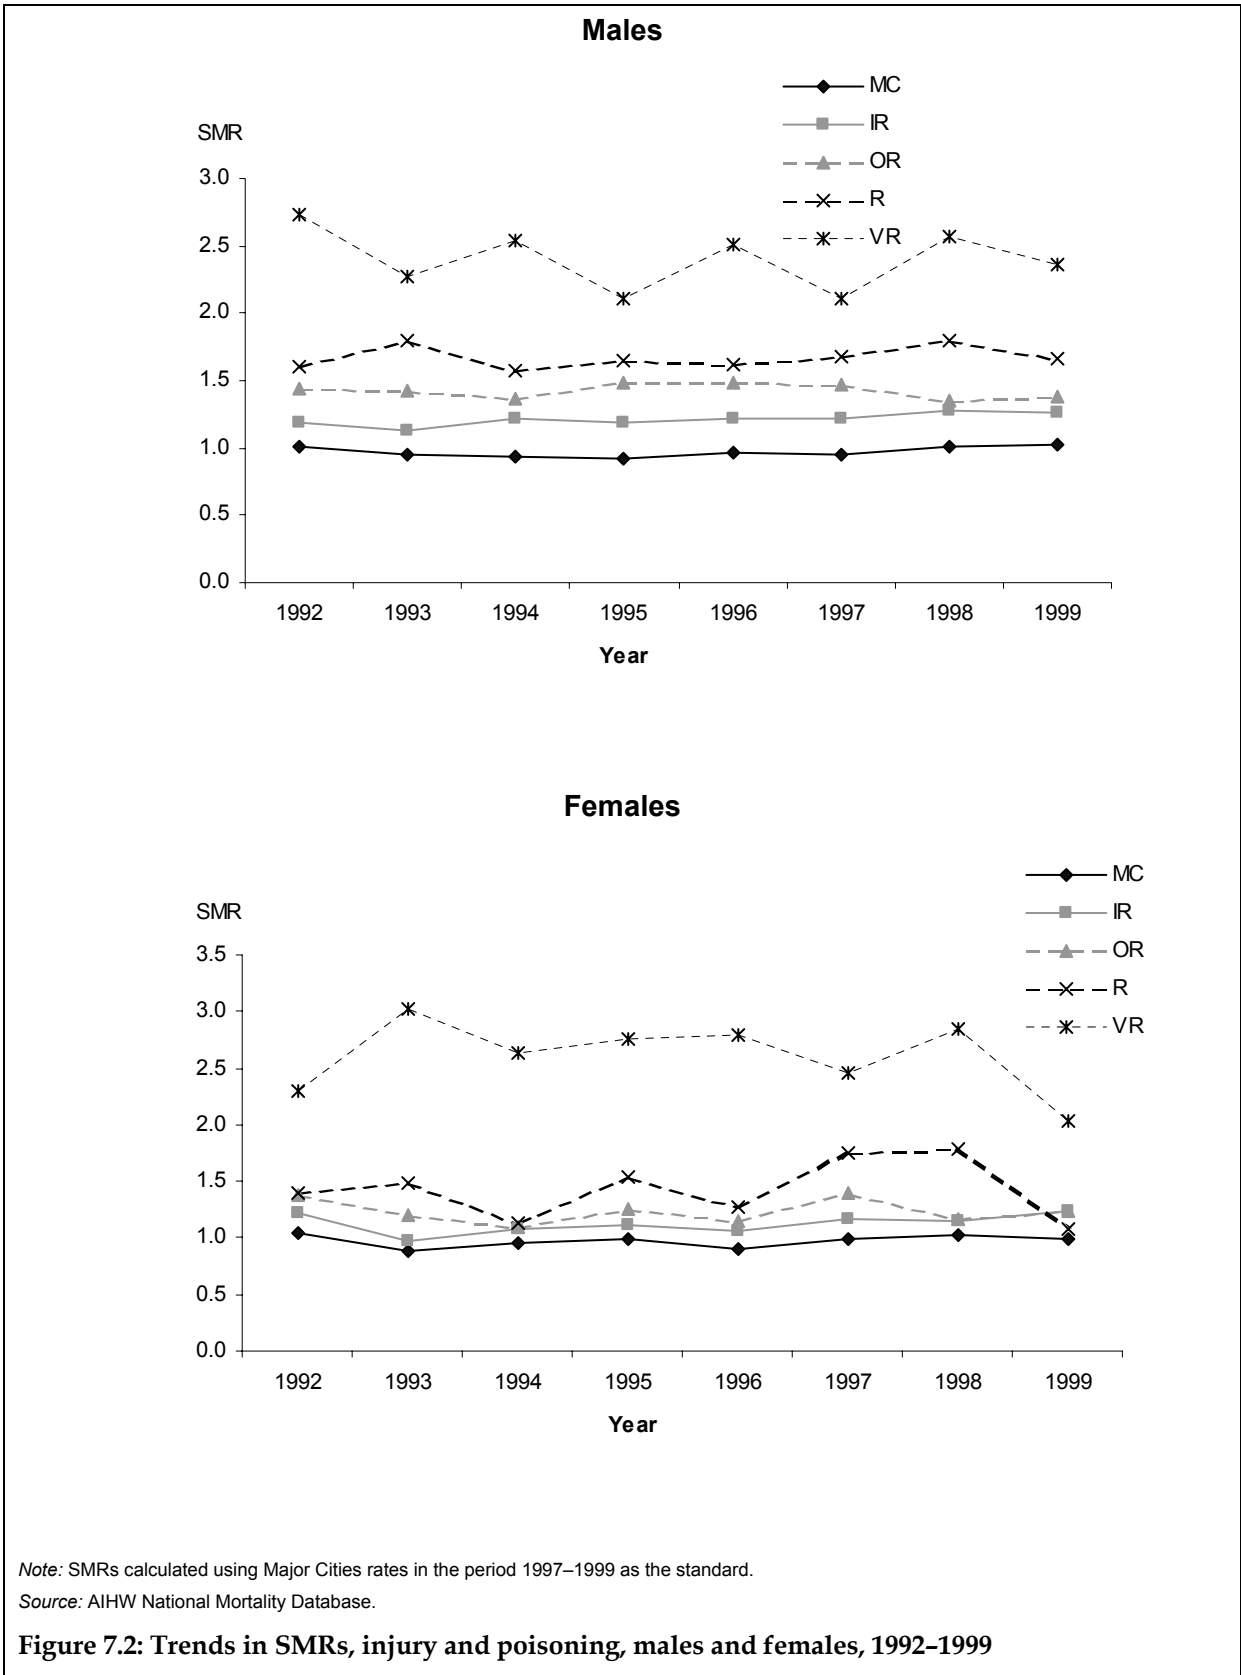 Males
MC
IR
OR
R
VR
SMR
3.0
2.5
2.0
1.5
1.0
0.5
0.0
1992 1993 1994 1995 1996 1997 1998 1999
Year
Females
MC
IR
OR
R
VR
SMR
3.5
3.0
2.5
2.0
1.5
1.0
0.5
0.0
1992 1993 1994 1995 1996 1997 1998 1999
Year
Note: SMRs calculated using Major Cities rates in the period 1997–1999 as the standard.
Source: AIHW National Mortality Database.
Figure 7.2: Trends in SMRs, injury and poisoning, males and females, 1992–1999